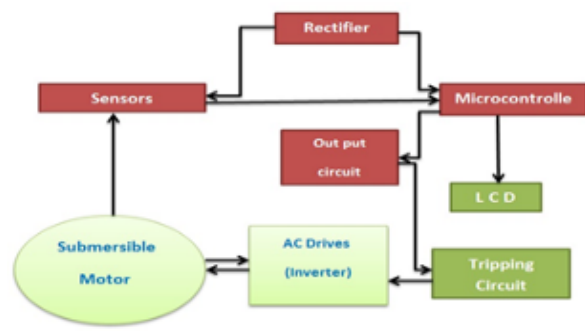 Rectifier
Sensors
Microcontrolle
Out put
circuit
L C D
Submersible
Motor
AC Drives
(Inverter)
Tripping
Circuit